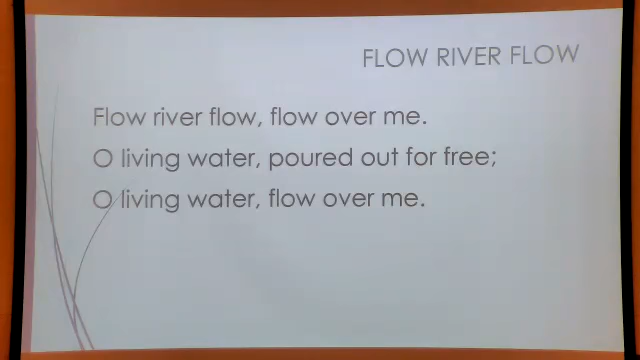 FLOW RIVER FLOW
Flow river flow, flow over me.
O living water, poured out for free;
O living water, flow over me.